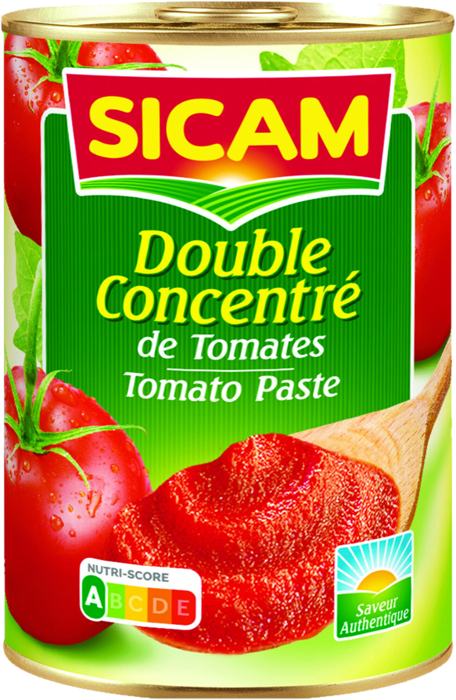 SICAM
Double
Concentré
de Tomates
Tomato Paste
NUTRI-SCORE
A B C D E
Saveur
Authentique